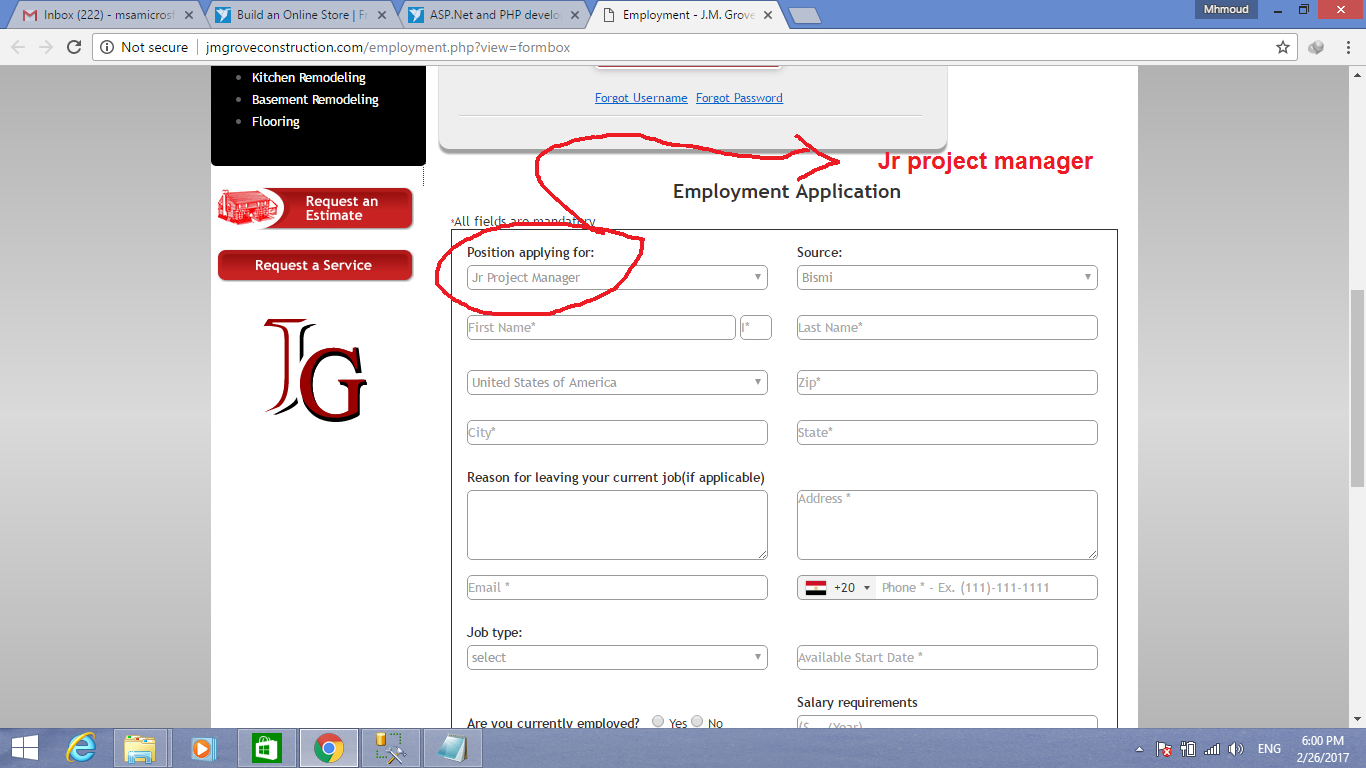 Inbox (222) - msamicrosf
Build an Online Store | Fr
ASP.Net and PHP develop
Employment - J.M. Grove
Mhmoud
Not secure
jmgroveconstruction.com/employment.php?view=formbox
Kitchen Remodeling
Basement Remodeling
Flooring
Forgot Username Forgot Password
Jr project manager
Request an
Estimate
Request a Service
JG
Employment Application
*All fields are mandatory
Position applying for:
Source:
Jr Project Manager
Bismi
First Name*
I*
Last Name*
United States of America
Zip*
City*
State*
Reason for leaving your current job(if applicable)
Address *
Email *
+20
Phone * - Ex. (111)-111-1111
Job type:
select
Available Start Date *
Salary requirements
Are you currently employed? Yes No
ENG
6:00 PM
2/26/2017